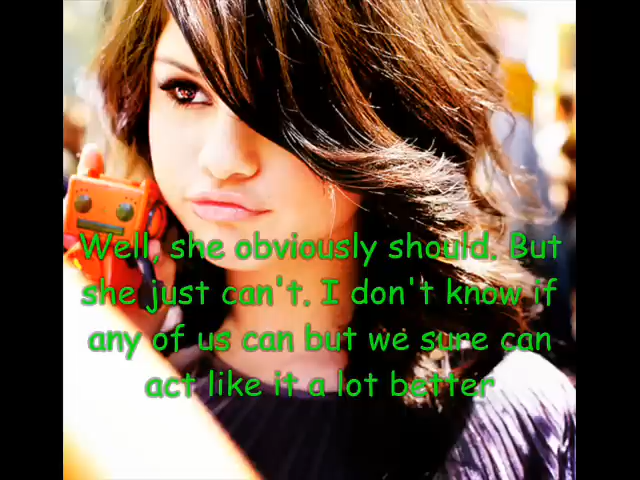 Well, she obviously should. But
she just can't. I don't know if
any of us can but we sure can
act like it a lot better